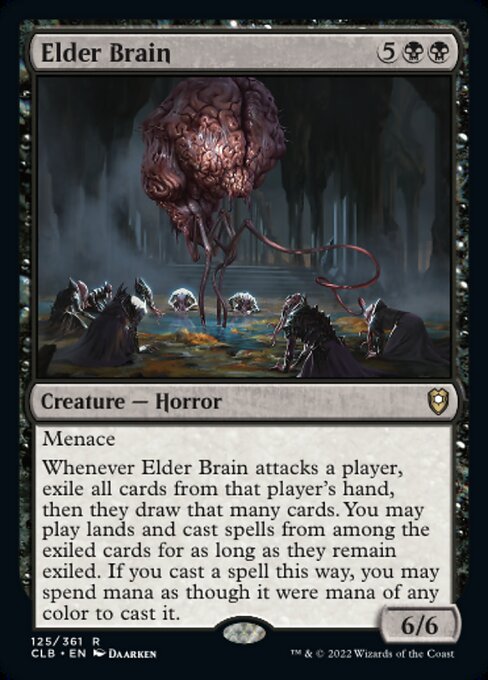 Elder Brain 5
Creature — Horror
Menace
Whenever Elder Brain attacks a player,
exile all cards from that player's hand,
then they draw that many cards. You may
play lands and cast spells from among the
exiled cards for as long as they remain
exiled. If you cast a spell this way, you may
spend mana as though it were mana of any
color to cast it.
6/6
125/361 R
CLB • EN DAARKEN
™ & © 2022 Wizards of the Coast